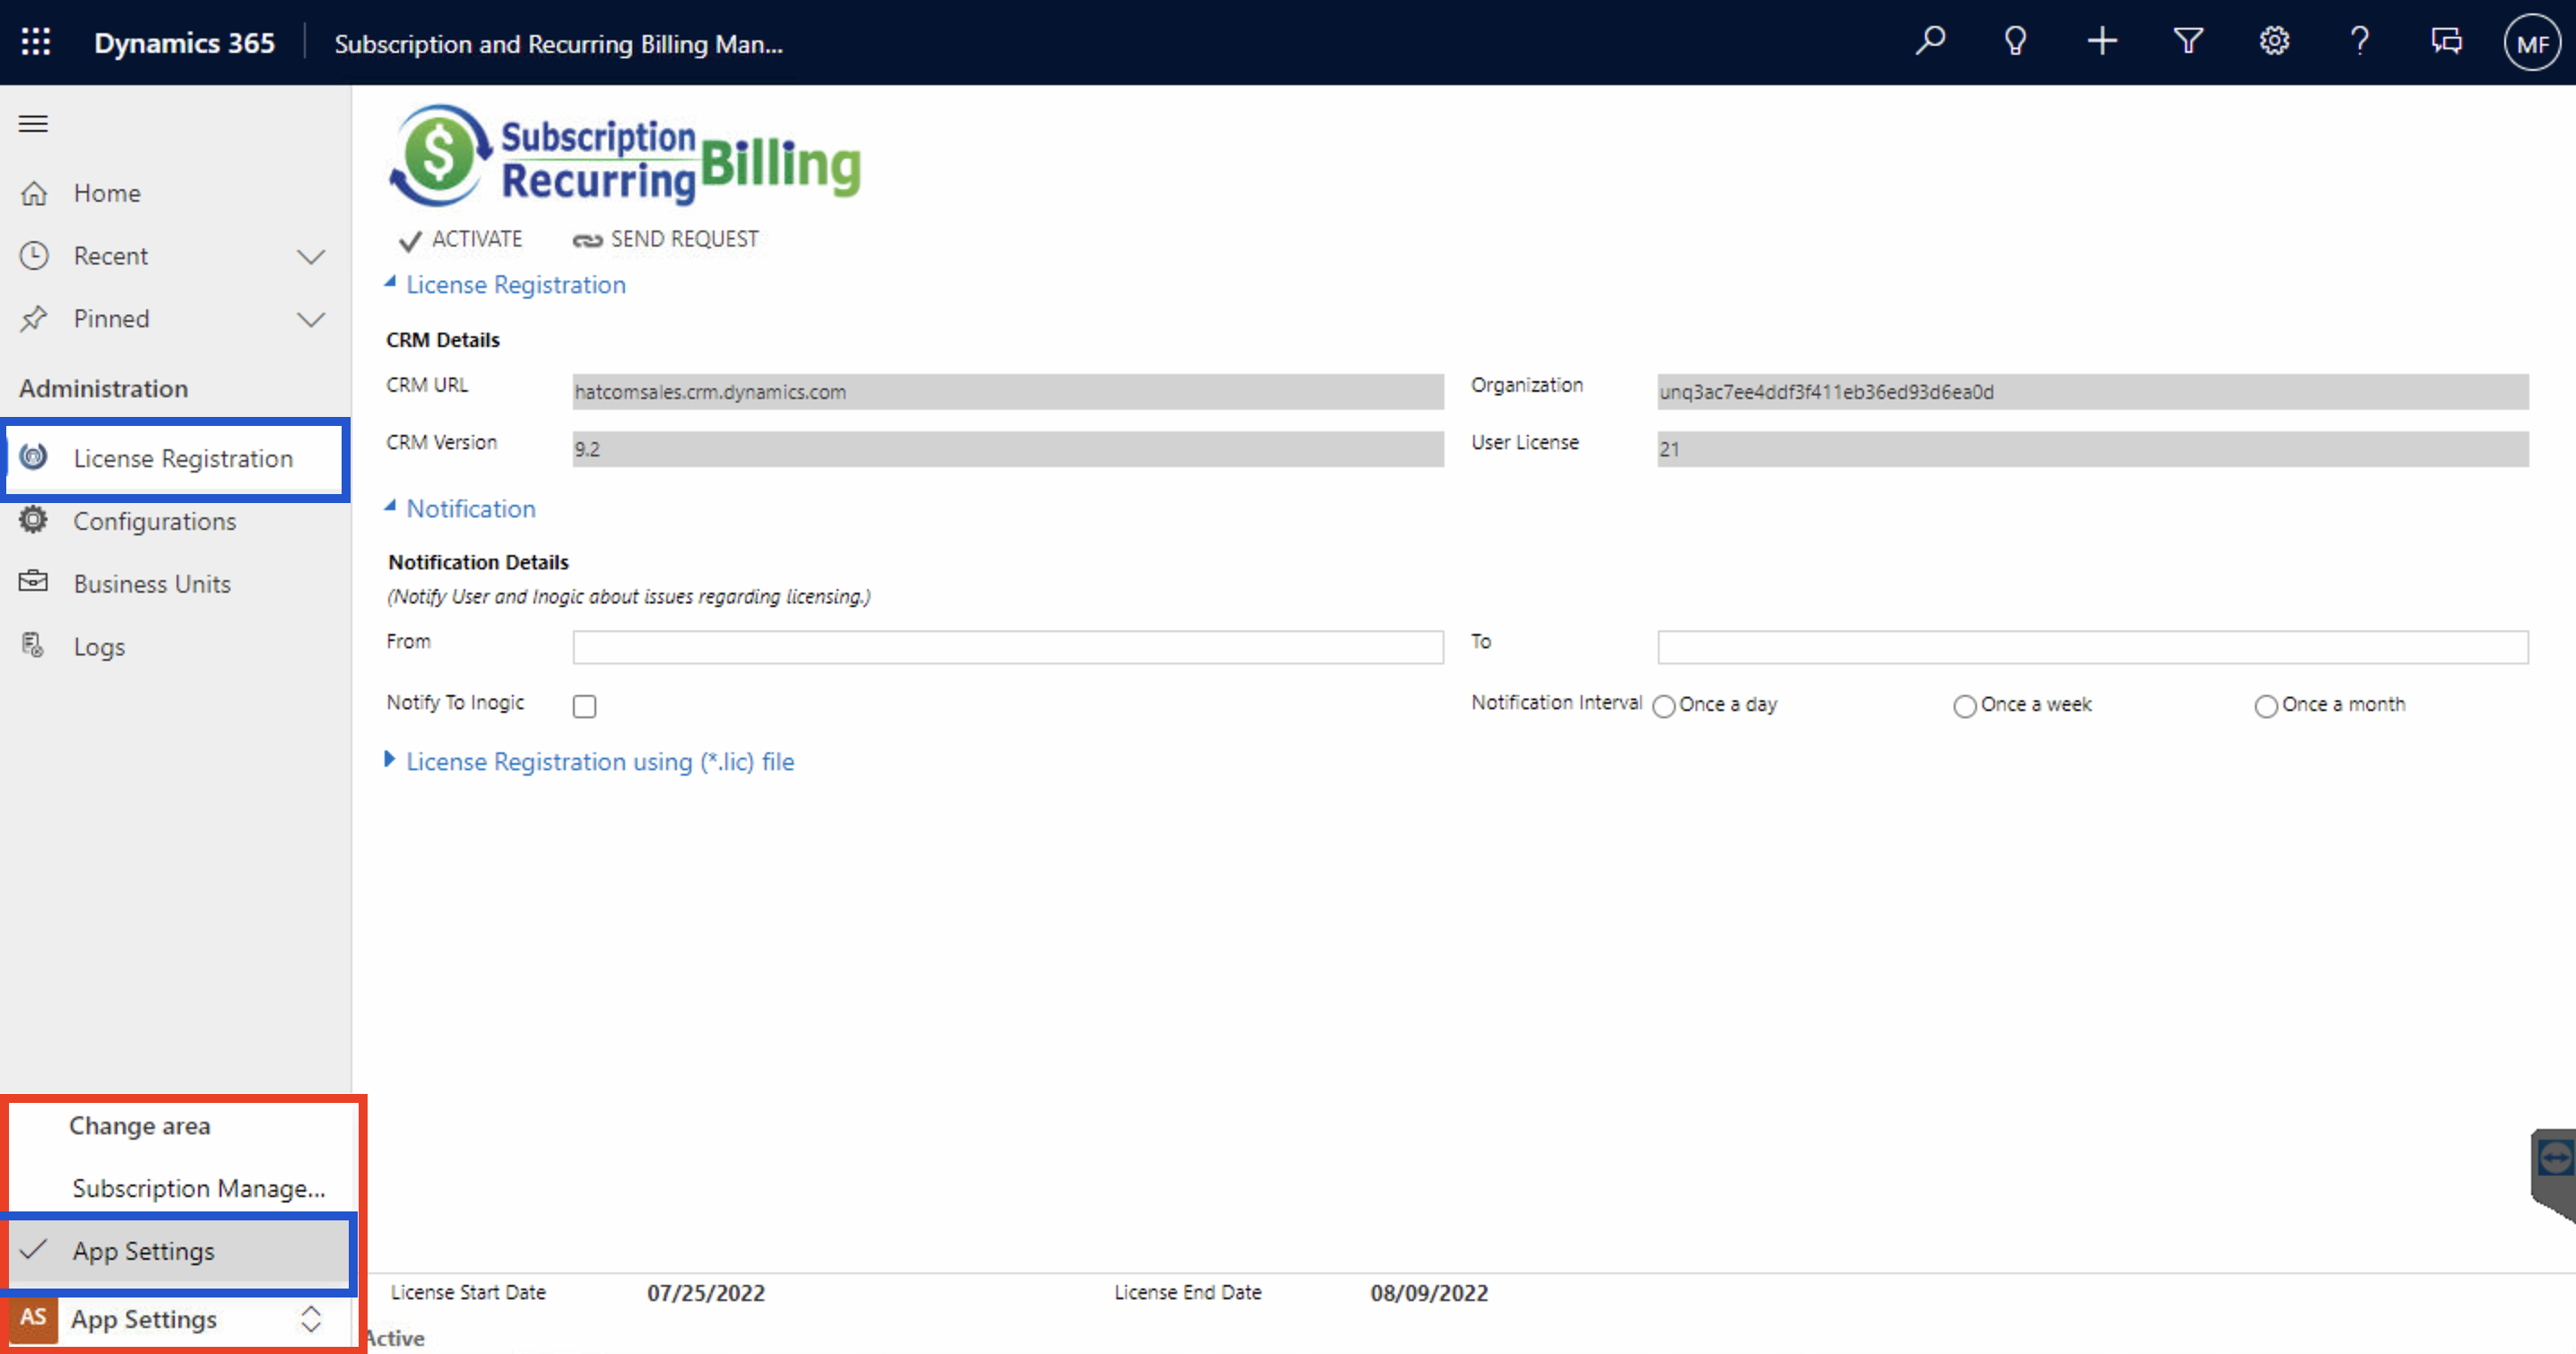 Dynamics 365
Subscription and Recurring Billing Man...
MF
Home
Recent
Pinned
Administration
License Registration
Configurations
Business Units
Logs
Change area
Subscription Manage...
App Settings
AS App Settings
Subscription
Recurring
Billing
ACTIVATE SEND REQUEST
License Registration
CRM Details
CRM URL hatcomsales.crm.dynamics.com Organization unq3ac7ee4ddf3f411eb36ed93d6ea0d
CRM Version 9.2 User License 21
Notification
Notification Details
(Notify User and Inogic about issues regarding licensing.)
From To
Notify To Inogic Notification Interval Once a day Once a week Once a month
License Registration using (*.lic) file
License Start Date 07/25/2022 License End Date 08/09/2022
Active